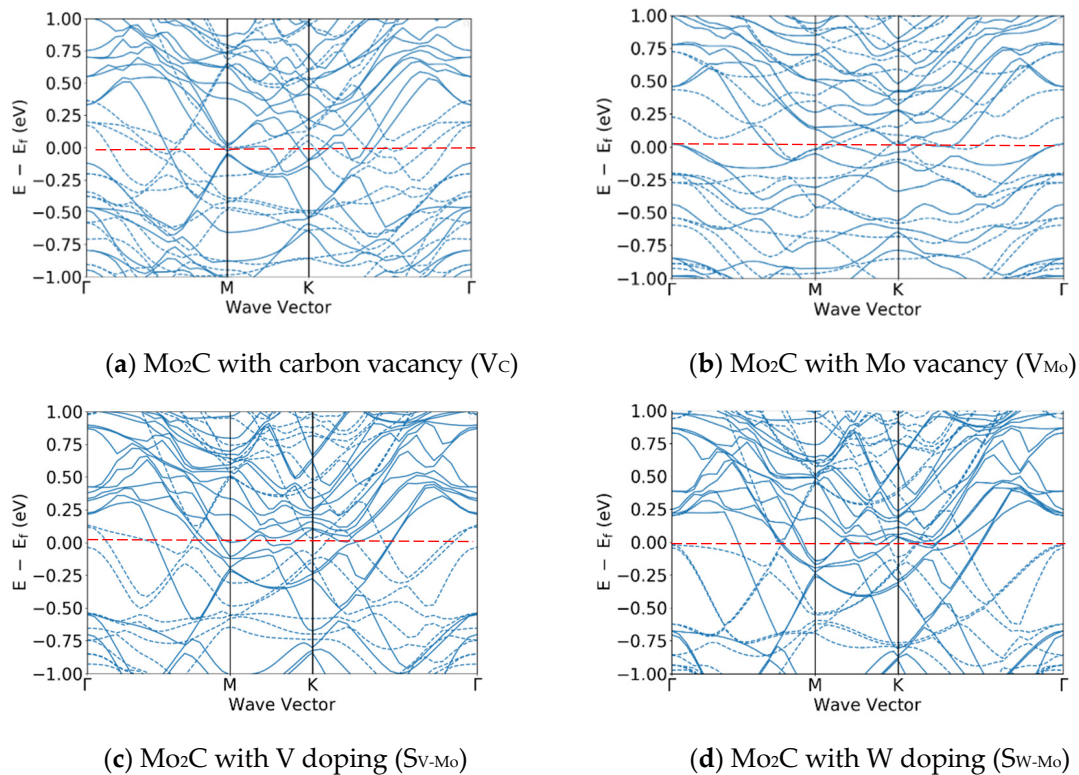 1.00
0.75
0.50
0.25
0.00
−0.25
−0.50
−0.75
−1.00
E − Ef (eV)
Γ M K Γ
Wave Vector
(a) Mo2C with carbon vacancy (VC)
1.00
0.75
0.50
0.25
0.00
−0.25
−0.50
−0.75
−1.00
E − Ef (eV)
Γ M K Γ
Wave Vector
(b) Mo2C with Mo vacancy (VMo)
1.00
0.75
0.50
0.25
0.00
−0.25
−0.50
−0.75
−1.00
E − Ef (eV)
Γ M K Γ
Wave Vector
(c) Mo2C with V doping (SV-Mo)
1.00
0.75
0.50
0.25
0.00
−0.25
−0.50
−0.75
−1.00
E − Ef (eV)
Γ M K Γ
Wave Vector
(d) Mo2C with W doping (SW-Mo)